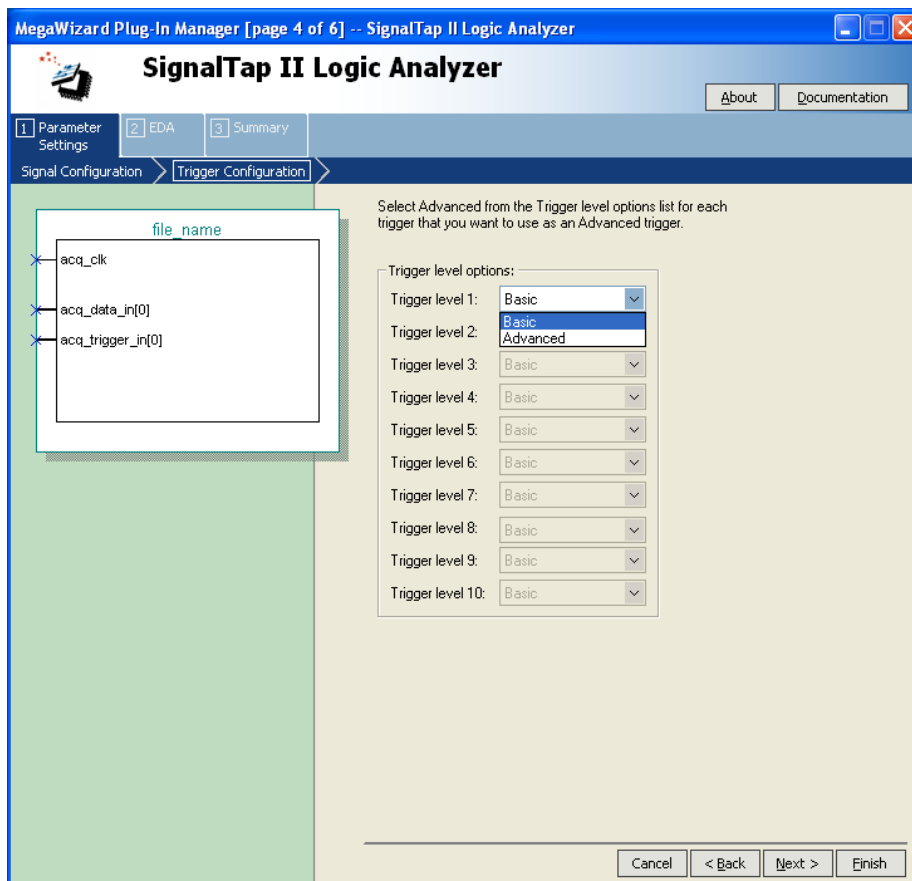 MegaWizard Plug-In Manager [page 4 of 6] -- SignalTap II Logic Analyzer
SignalTap II Logic Analyzer
About
Documentation
1 Parameter Settings
2 EDA
3 Summary
Signal Configuration
Trigger Configuration
file_name
acq_clk
acq_data_in[0]
acq_trigger_in[0]
Select Advanced from the Trigger level options list for each
trigger that you want to use as an Advanced trigger.
Trigger level options:
Trigger level 1: Basic
Basic
Advanced
Trigger level 2:
Trigger level 3: Basic
Trigger level 4: Basic
Trigger level 5: Basic
Trigger level 6: Basic
Trigger level 7: Basic
Trigger level 8: Basic
Trigger level 9: Basic
Trigger level 10: Basic
Cancel
< Back
Next >
Finish